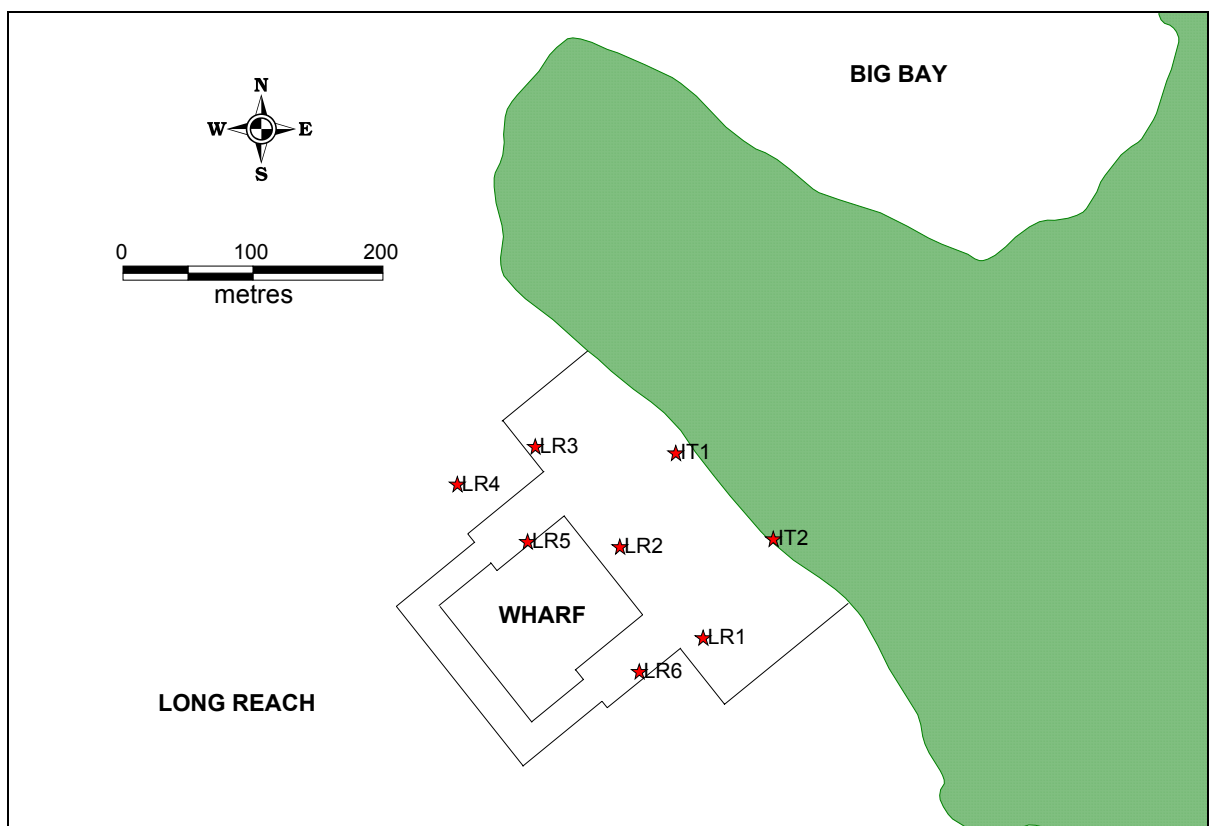 BIG BAY
N
W E
S
0 100 200
metres
LR3
IT1
LR4
IT2
LR5
LR2
WHARF
LR1
LR6
LONG REACH